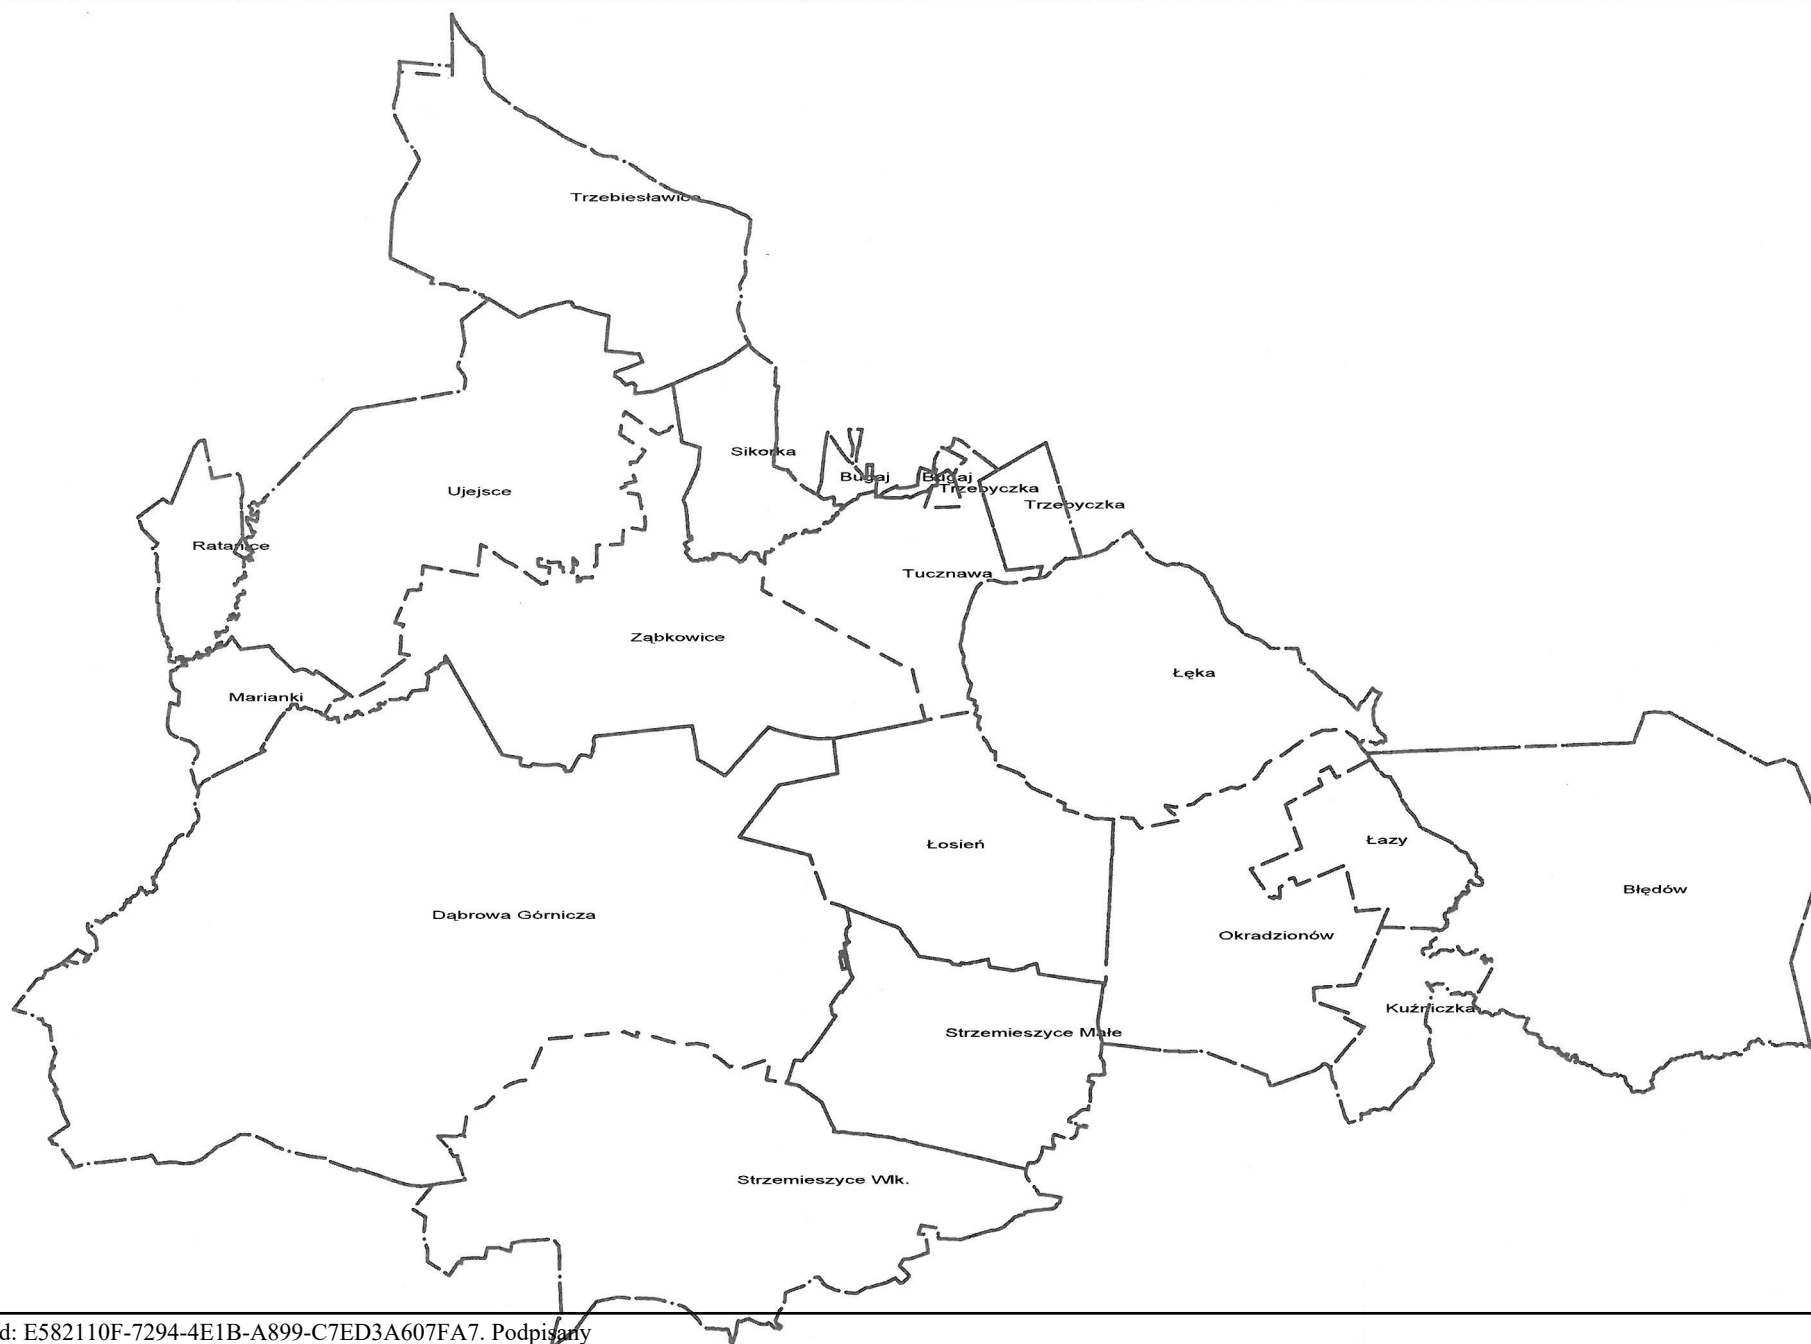 Trzebiesławice
Sikorka
Bugaj
Bugaj
Trzebyczka
Ujejsce
Trzebyczka
Ratanice
Tucznawa
Ząbkowice
Łęka
Marianki
Łosień
Łazy
Błędów
Dąbrowa Górnicza
Okradzionów
Kuźniczka
Strzemieszyce Małe
Strzemieszyce Wlk.
d: E582110F-7294-4E1B-A899-C7ED3A607FA7. Podpisany